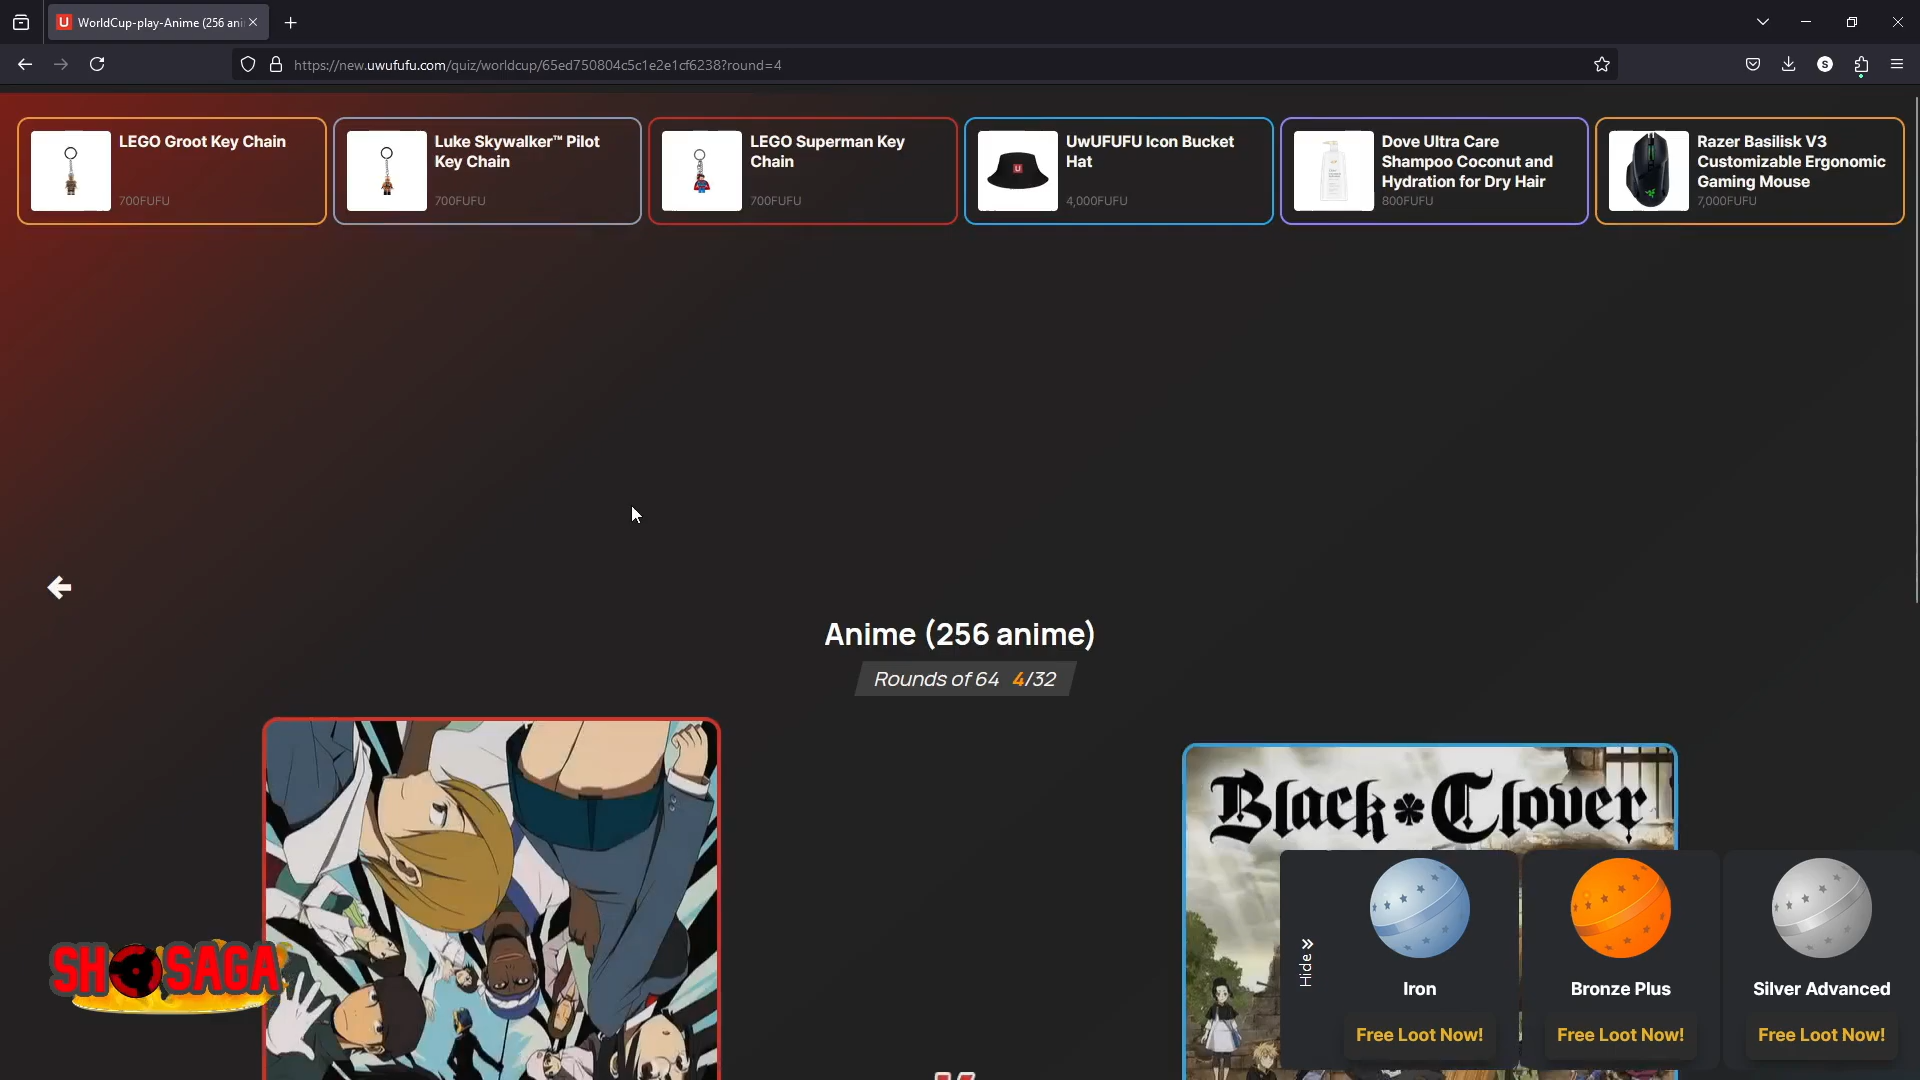 WorldCup-play-Anime (256 ani
https://new.uwufufu.com/quiz/worldcup/65ed750804c5c1e2e1cf6238?round=4
S
LEGO Groot Key Chain
700FUFU
Luke Skywalker™ Pilot
Key Chain
700FUFU
LEGO Superman Key
Chain
700FUFU
U
UwUFUFU Icon Bucket
Hat
4,000FUFU
Dove Ultra Care
Shampoo Coconut and
Hydration for Dry Hair
800FUFU
Razer Basilisk V3
Customizable Ergonomic
Gaming Mouse
7,000FUFU
Anime (256 anime)
Rounds of 64 4/32
Black Clover
SHOSAGA
Hide
Iron
Free Loot Now!
Bronze Plus
Free Loot Now!
Silver Advanced
Free Loot Now!